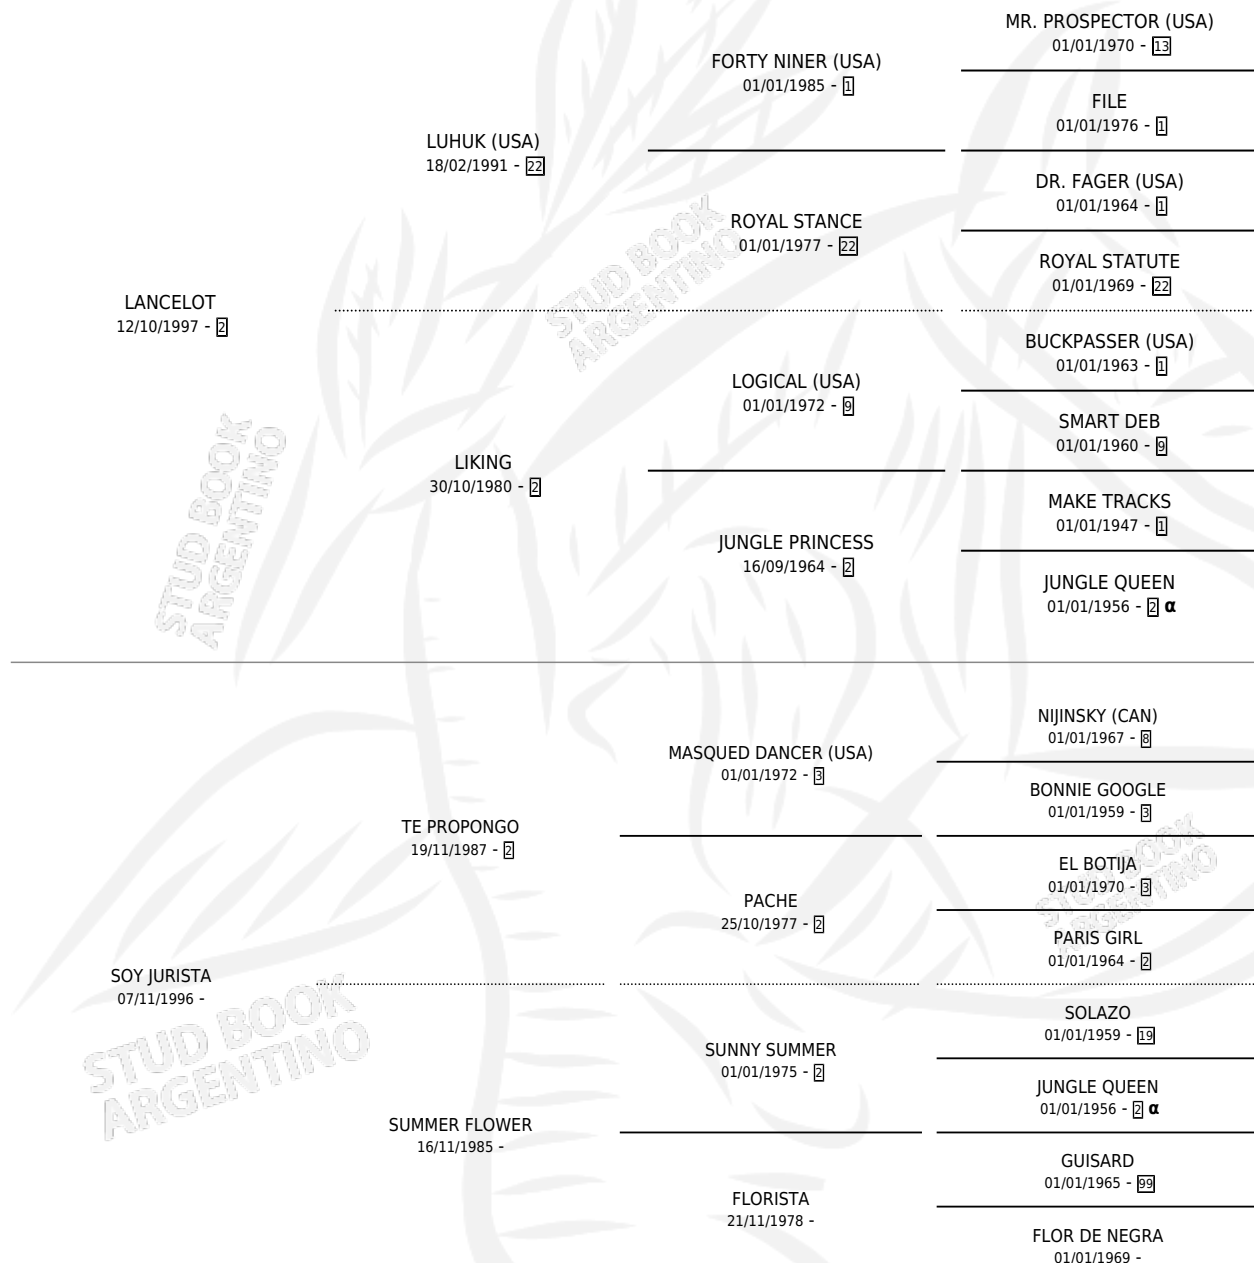 MR. PROSPECTOR (USA)
01/01/1970 - 13
FORTY NINER (USA)
01/01/1985 - 1
FILE
01/01/1976 - 1
LUHUK (USA)
18/02/1991 - 22
DR. FAGER (USA)
01/01/1964 - 1
ROYAL STANCE
01/01/1977 - 22
ROYAL STATUTE
01/01/1969 - 22
LANCELOT
12/10/1997 - 2
BUCKPASSER (USA)
01/01/1963 - 1
LOGICAL (USA)
01/01/1972 - 9
SMART DEB
01/01/1960 - 9
LIKING
30/10/1980 - 2
MAKE TRACKS
01/01/1947 - 1
JUNGLE PRINCESS
16/09/1964 - 2
JUNGLE QUEEN
01/01/1956 - 2 α
NIJINSKY (CAN)
01/01/1967 - 8
MASQUED DANCER (USA)
01/01/1972 - 3
BONNIE GOOGLE
01/01/1959 - 3
TE PROPONGO
19/11/1987 - 2
EL BOTIJA
01/01/1970 - 3
PACHE
25/10/1977 - 2
PARIS GIRL
01/01/1964 - 2
SOY JURISTA
07/11/1996 -
SOLAZO
01/01/1959 - 19
SUNNY SUMMER
01/01/1975 - 2
JUNGLE QUEEN
01/01/1956 - 2 α
SUMMER FLOWER
16/11/1985 -
GUISARD
01/01/1965 - 99
FLORISTA
21/11/1978 -
FLOR DE NEGRA
01/01/1969 -
STUD BOOK
ARGENTINO
STUD BOOK
ARGENTINO
STUD BOOK
ARGENTINO
STUD BOOK
ARGENTINO